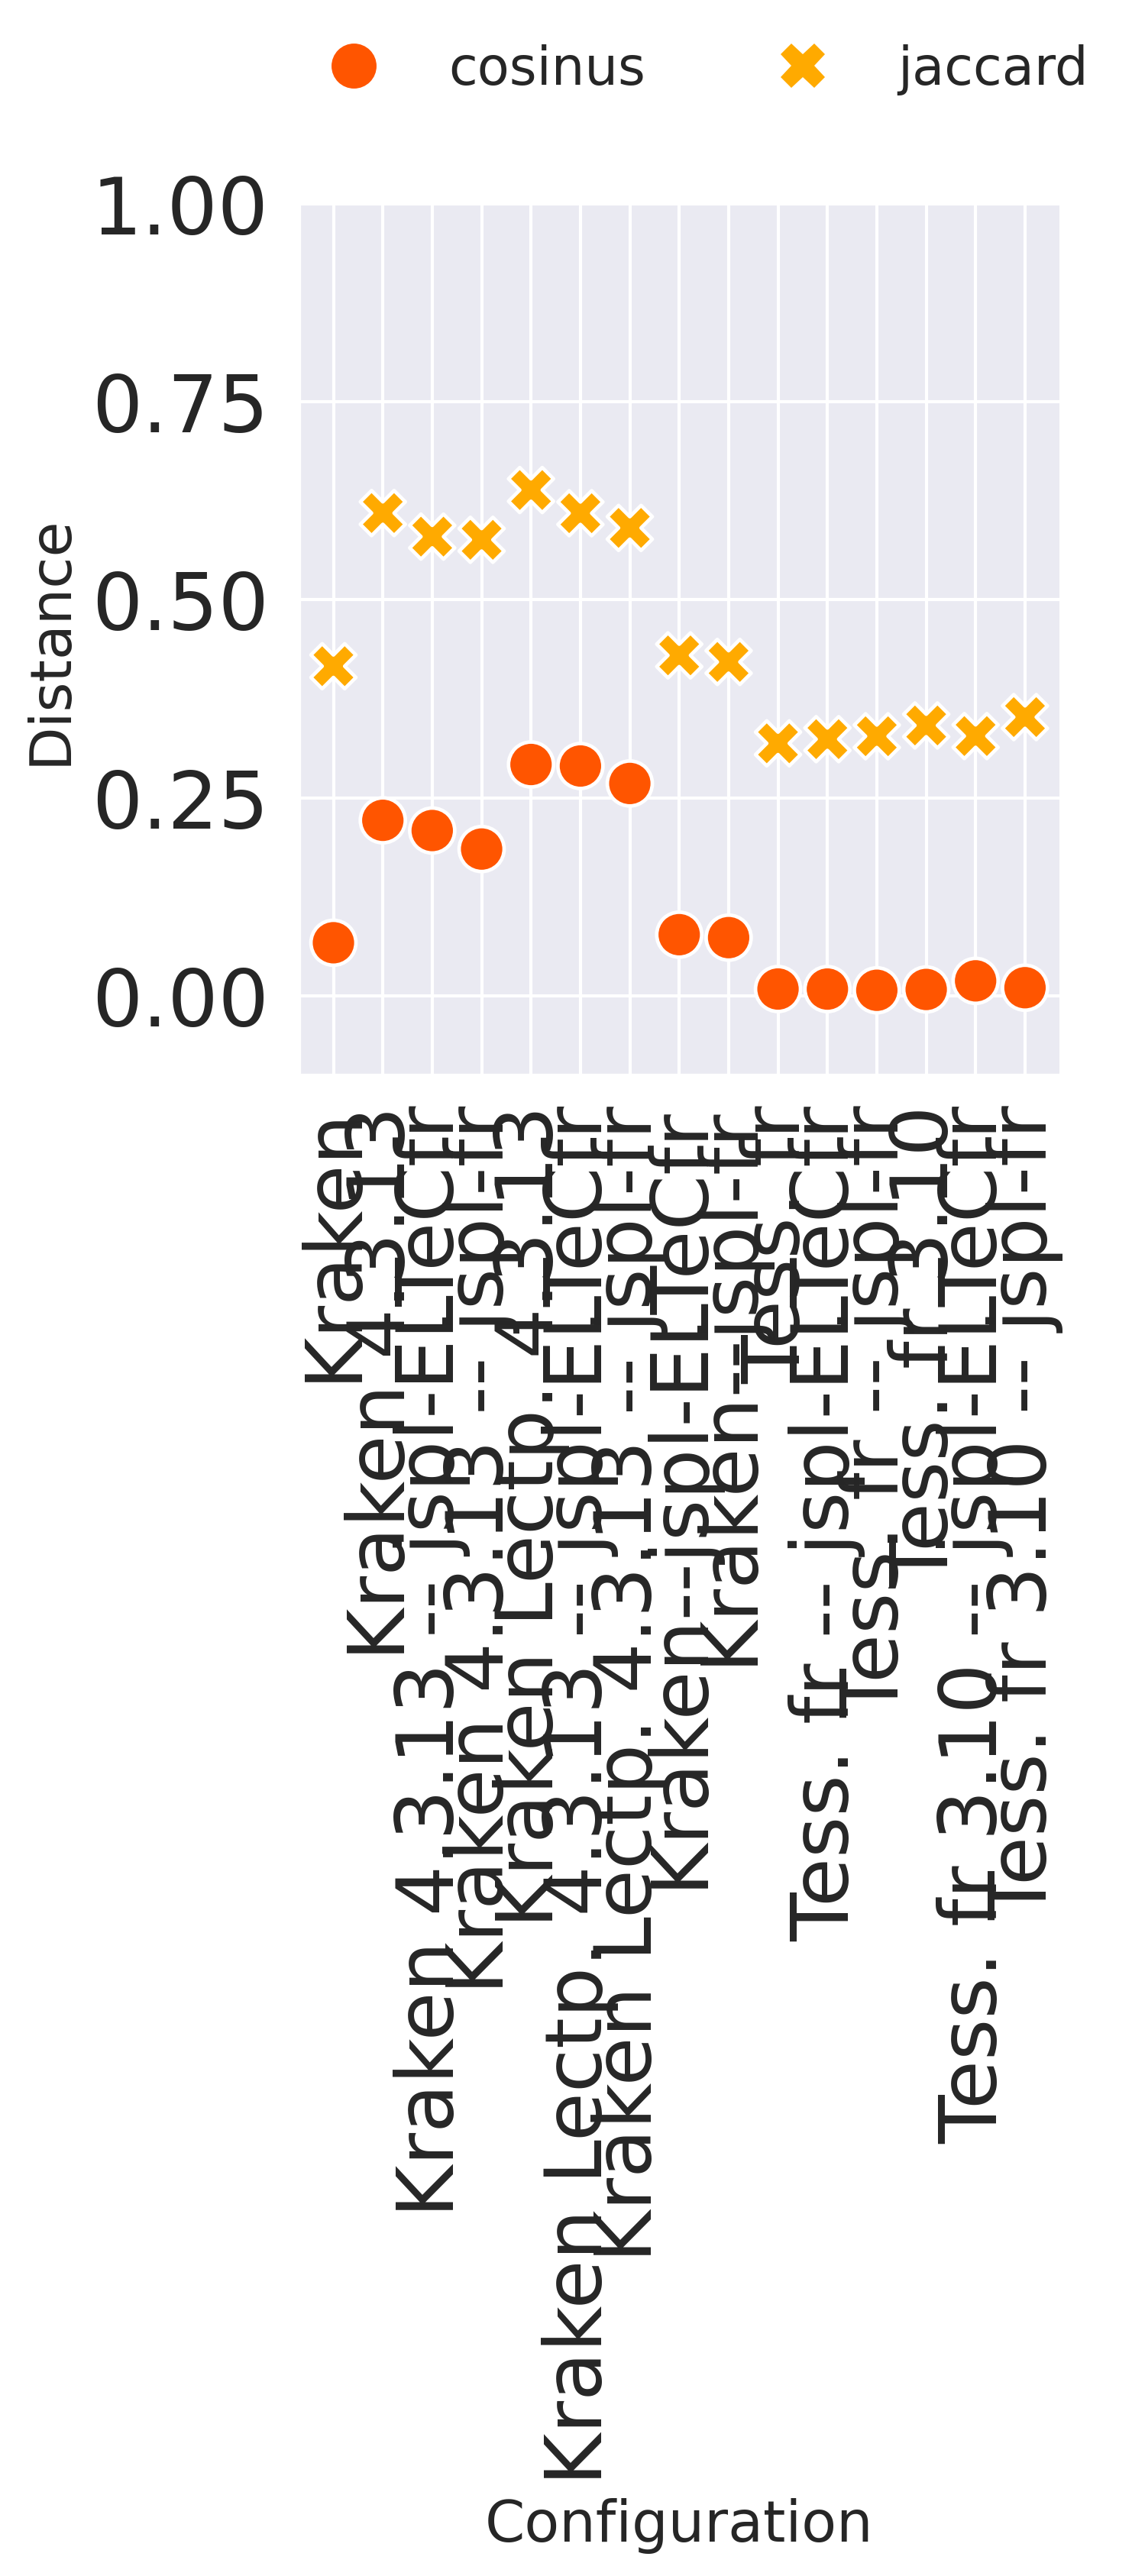 cosinus
jaccard
1.00
0.75
0.50
0.25
0.00
Distance
Kraken
Kraken 4.3.13
Kraken 4.3.13 -- jspl-ELTeC fr
Kraken 4.3.13 -- jspl-fr
Kraken Lectp. 4.3.13
Kraken Lectp. 4.3.13 -- jspl-ELTeC fr
Kraken Lectp. 4.3.13 -- jspl-fr
Kraken--jspl-ELTeC fr
Kraken--jspl-fr
Tess. fr
Tess. fr -- jspl-ELTeC fr
Tess. fr -- jspl-fr
Tess. fr 3.10
Tess. fr 3.10 -- jspl-ELTeC fr
Tess. fr 3.10 -- jspl-fr
Configuration